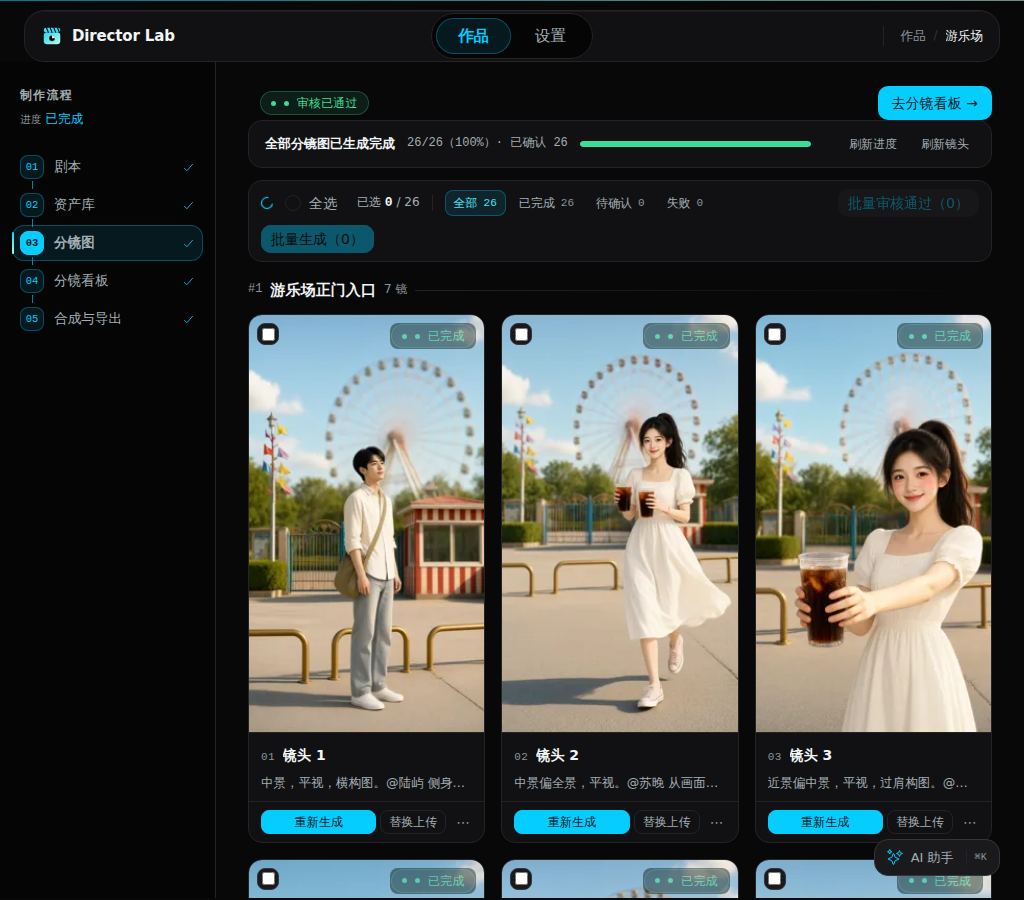 Director Lab
作品
设置
作品 / 游乐场
制作流程
进度 已完成
01 剧本
02 资产库
03 分镜图
04 分镜看板
05 合成与导出
审核已通过
去分镜看板 →
全部分镜图已生成完成 26/26（100%）· 已确认 26
刷新进度
刷新镜头
全选 已选 0 / 26
全部 26
已完成 26
待确认 0
失败 0
批量审核通过（0）
批量生成（0）
#1 游乐场正门入口 7 镜
已完成
已完成
已完成
01 镜头 1
中景，平视，横构图。@陆屿 侧身…
重新生成 替换上传 ···
02 镜头 2
中景偏全景，平视。@苏晚 从画面…
重新生成 替换上传 ···
03 镜头 3
近景偏中景，平视，过肩构图。@…
重新生成 替换上传 ···
AI 助手 ⌘K
已完成
已完成
已完成